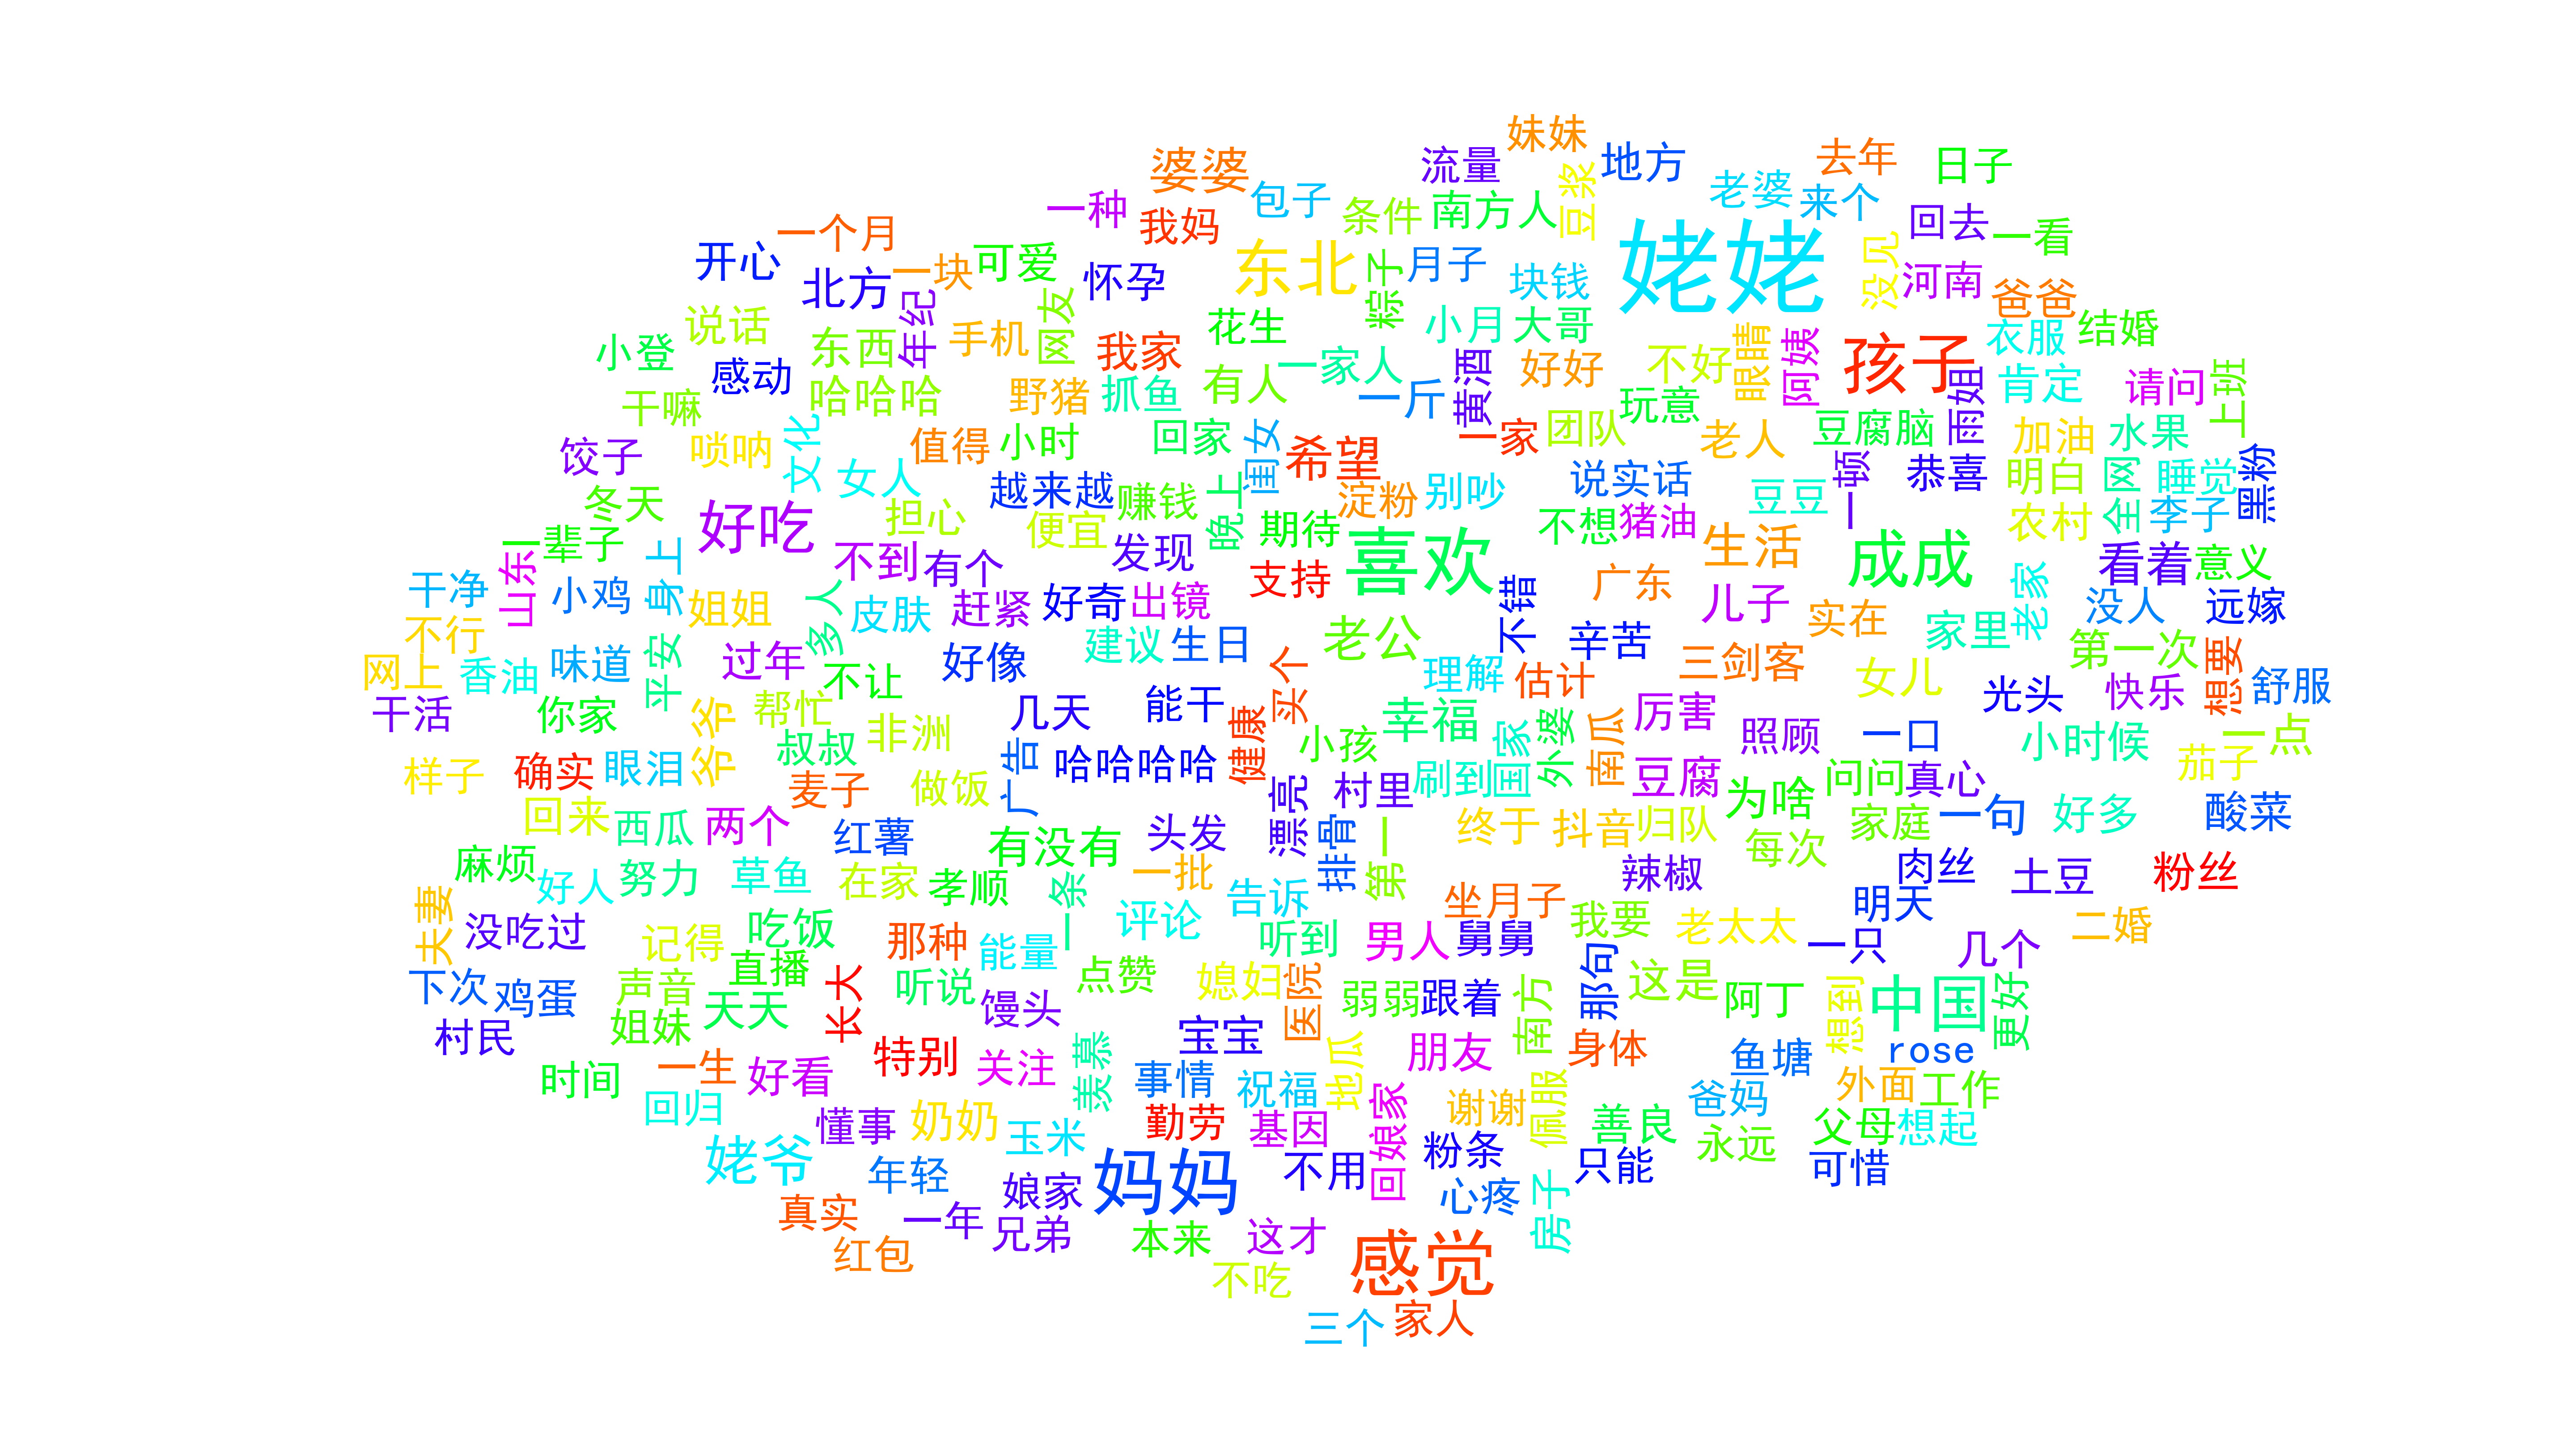 妹妹
婆婆
流量
地方
去年
日子
包子
条件
南方人
豆浆
老婆
来个
一种
我妈
一个月
回去
一看
开心
北方
一块
可爱
怀孕
东北
粽子
月子
块钱
姥姥
没见
河南
爸爸
说话
东西
年纪
手机
网友
我家
花生
小月
大哥
衣服
结婚
小登
感动
哈哈哈
野猪
抓鱼
有人
一家人
一斤
黄酒
好好
不好
眼睛
阿姨
孩子
雨姐
肯定
请问
上班
干嘛
玩意
饺子
唢呐
文化
女人
值得
小时
回家
闺女
希望
一家
团队
老人
豆腐脑
加油
水果
冬天
好吃
担心
越来越
便宜
赚钱
晚上
期待
淀粉
别吵
说实话
不想
猪油
豆豆
一顿
恭喜
明白
全网
睡觉
黑粉
农村
李子
一辈子
山东
身上
不到
有个
发现
支持
喜欢
生活
成成
看着
意义
干净
小鸡
姐姐
多人
皮肤
赶紧
好奇
出镜
不错
广东
儿子
实在
老家
没人
远嫁
不行
网上
香油
味道
平安
过年
不让
好像
建议
生日
老公
辛苦
家里
第一次
想要
舒服
干活
你家
爷爷
帮忙
叔叔
非洲
几天
能干
买个
理解
估计
三剑客
女儿
光头
快乐
样子
确实
眼泪
麦子
做饭
广告
哈哈哈哈
健康
小孩
幸福
国家
外婆
南瓜
厉害
照顾
一口
小时候
一点
茄子
回来
西瓜
两个
红薯
有没有
头发
漂亮
村里
刷到
豆腐
为啥
问问
真心
排骨
第一
终于
抖音
归队
每次
家庭
一句
好多
酸菜
麻烦
好人
努力
草鱼
在家
孝顺
一条
一批
辣椒
肉丝
土豆
粉丝
夫妻
没吃过
记得
吃饭
那种
能量
评论
告诉
听到
坐月子
男人
舅舅
我要
老太太
明天
一只
几个
二婚
下次
鸡蛋
声音
直播
天天
长大
听说
馒头
点赞
媳妇
医院
弱弱
跟着
南方
那句
这是
阿丁
想到
中国
更好
村民
姐妹
时间
一生
好看
特别
关注
羡慕
宝宝
事情
祝福
地瓜
朋友
身体
鱼塘
rose
外面
工作
回归
懂事
奶奶
玉米
勤劳
基因
回娘家
谢谢
佩服
善良
爸妈
永远
父母
想起
姥爷
年轻
娘家
妈妈
不用
粉条
心疼
房子
只能
可惜
真实
一年
兄弟
红包
本来
这才
不吃
感觉
三个
家人